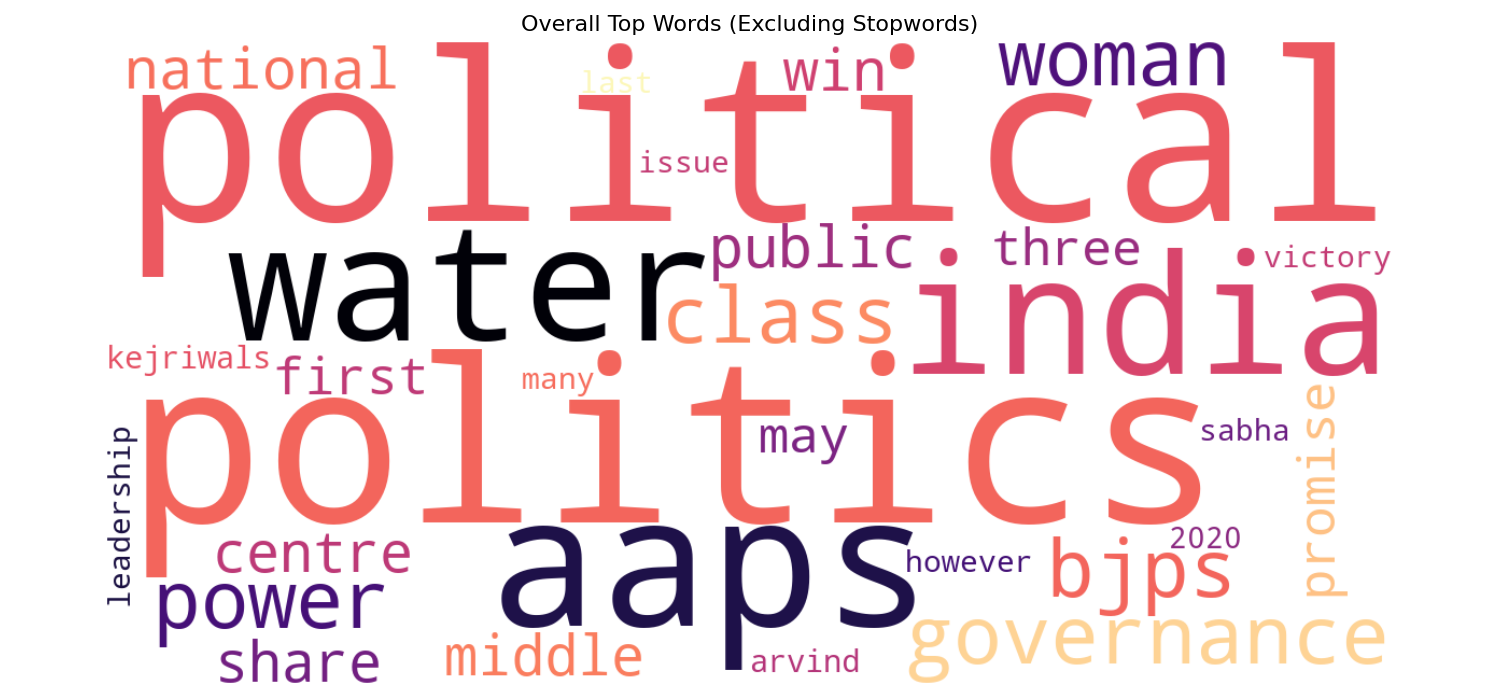 Overall Top Words (Excluding Stopwords)
national
last
win
woman
political
issue
water
public
three
victory
india
class
kejriwals
first
many
politics
may
sabha
promise
leadership
centre
aaps
however
2020
bjps
power
share
middle
arvind
governance